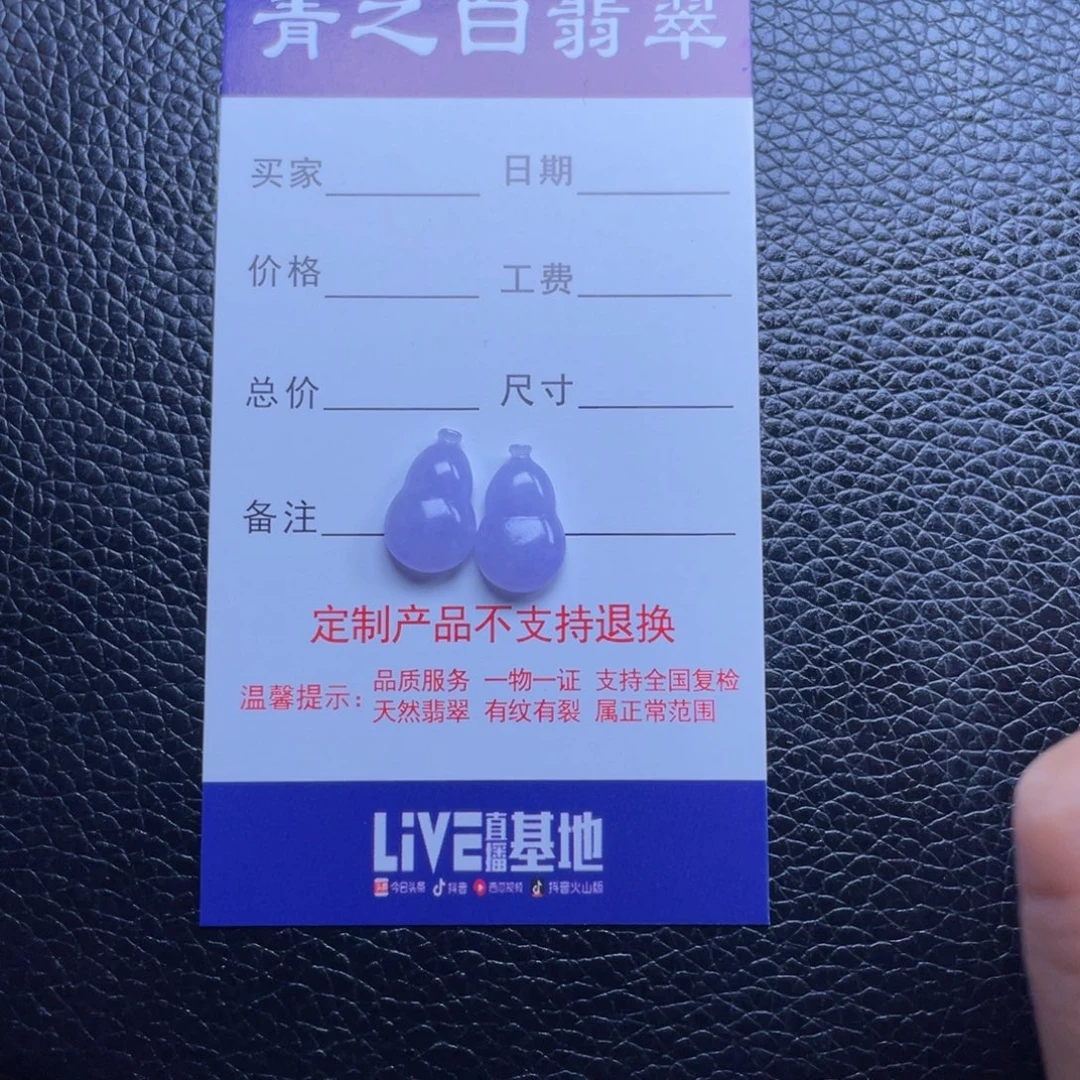 青之白翡翠
买家 日期
价格 工费
总价 尺寸
备注
定制产品不支持退换
温馨提示：
品质服务 一物一证 支持全国复检
天然翡翠 有纹有裂 属正常范围
LIVE直播基地
今日头条 抖音 西瓜视频 抖音火山版